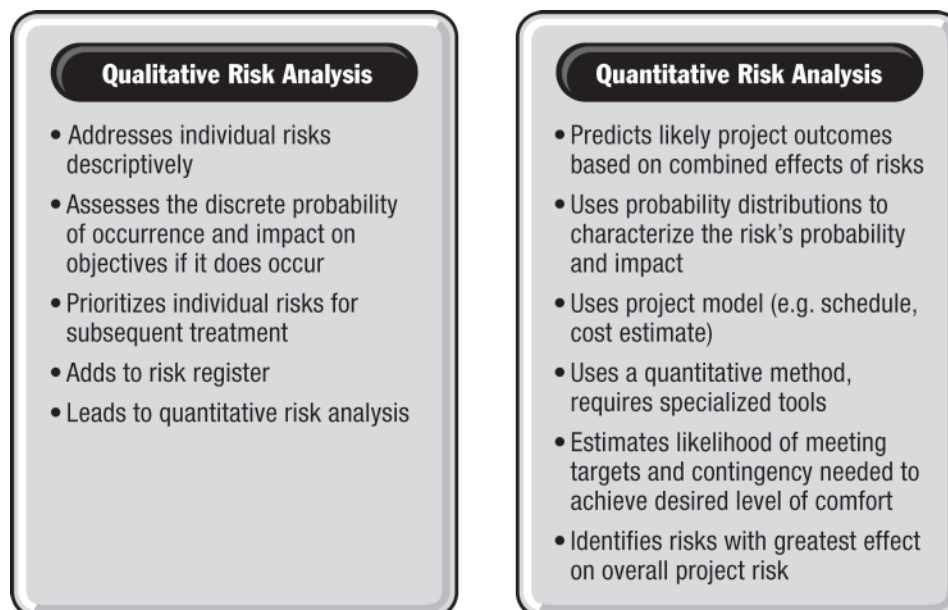 Qualitative Risk Analysis
• Addresses individual risks
descriptively
• Assesses the discrete probability
of occurrence and impact on
objectives if it does occur
• Prioritizes individual risks for
subsequent treatment
• Adds to risk register
• Leads to quantitative risk analysis
Quantitative Risk Analysis
• Predicts likely project outcomes
based on combined effects of risks
• Uses probability distributions to
characterize the risk’s probability
and impact
• Uses project model (e.g. schedule,
cost estimate)
• Uses a quantitative method,
requires specialized tools
• Estimates likelihood of meeting
targets and contingency needed to
achieve desired level of comfort
• Identifies risks with greatest effect
on overall project risk